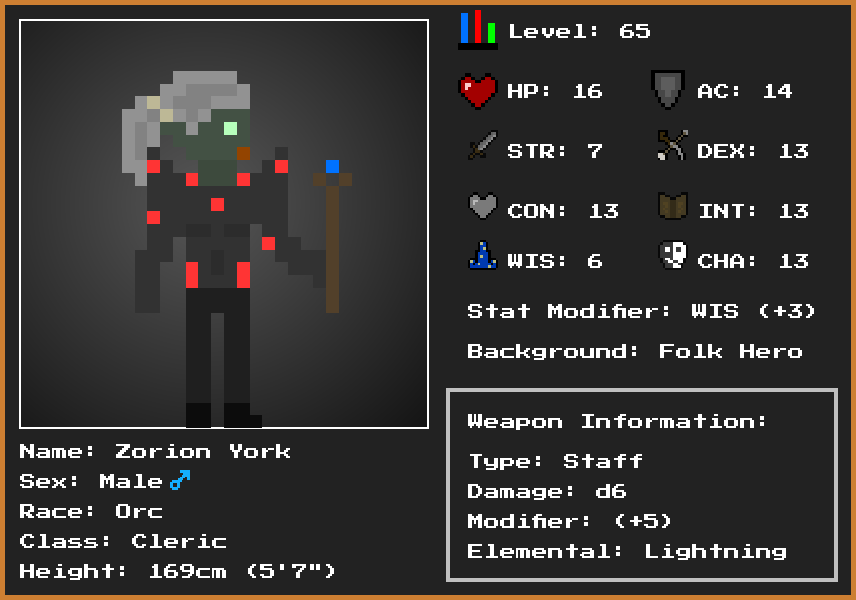 Level: 65
HP: 16
AC: 14
STR: 7
DEX: 13
CON: 13
INT: 13
WIS: 6
CHA: 13
Stat Modifier: WIS (+3)
Background: Folk Hero
Weapon Information:
Type: Staff
Damage: d6
Modifier: (+5)
Elemental: Lightning
Name: Zorion York
Sex: Male♂
Race: Orc
Class: Cleric
Height: 169cm (5'7")